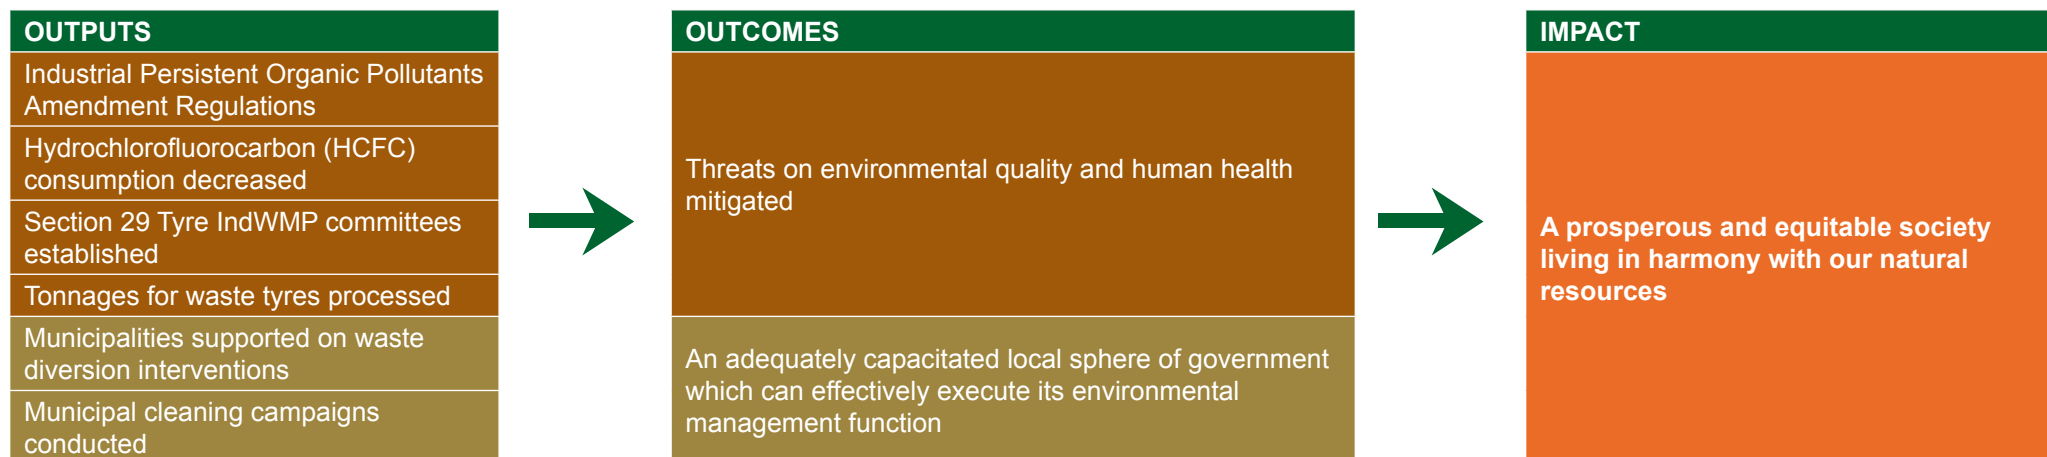 OUTPUTS
Industrial Persistent Organic Pollutants
Amendment Regulations
Hydrochlorofluorocarbon (HCFC)
consumption decreased
Section 29 Tyre IndWMP committees
established
Tonnages for waste tyres processed
Municipalities supported on waste
diversion interventions
Municipal cleaning campaigns
conducted
OUTCOMES
Threats on environmental quality and human health
mitigated
An adequately capacitated local sphere of government
which can effectively execute its environmental
management function
IMPACT
A prosperous and equitable society
living in harmony with our natural
resources